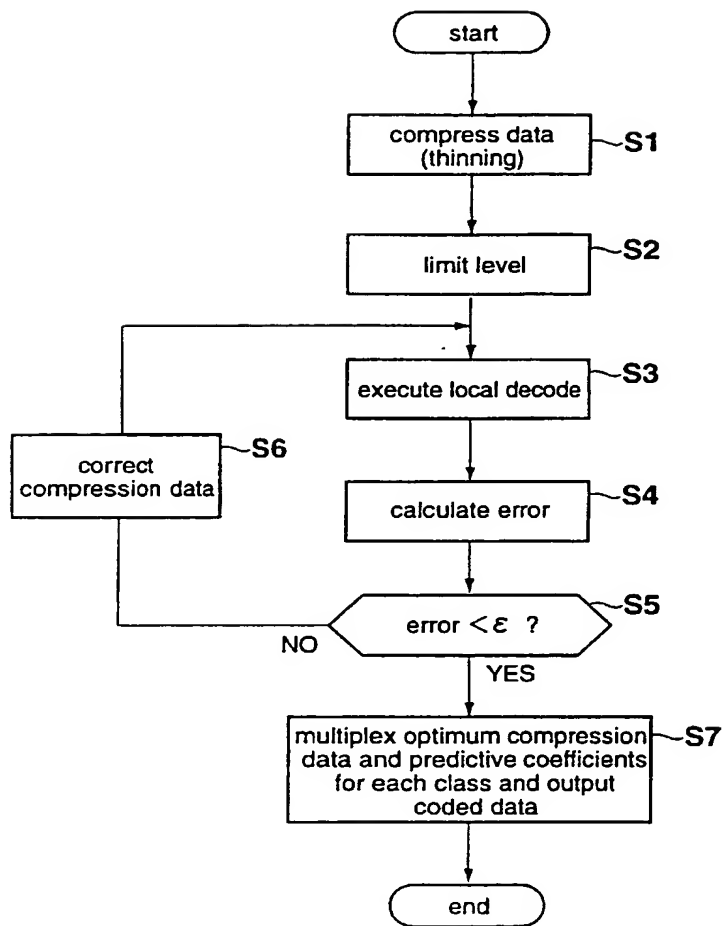 start
compress data
(thinning)
S1
limit level
S2
execute local decode
S3
correct
compression data
S6
calculate error
S4
error < ε ?
S5
NO
YES
multiplex optimum compression
data and predictive coefficients
for each class and output
coded data
S7
end